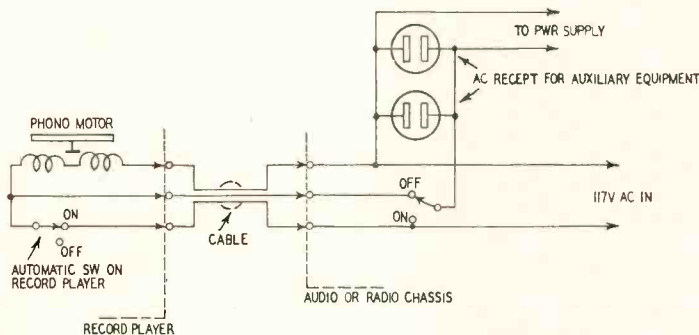 TO PWR SUPPLY
AC RECEPT FOR AUXILIARY EQUIPMENT
PHONO MOTOR
OFF
117V AC IN
ON
ON
OFF
CABLE
AUTOMATIC SW ON
RECORD PLAYER
AUDIO OR RADIO CHASSIS
RECORD PLAYER